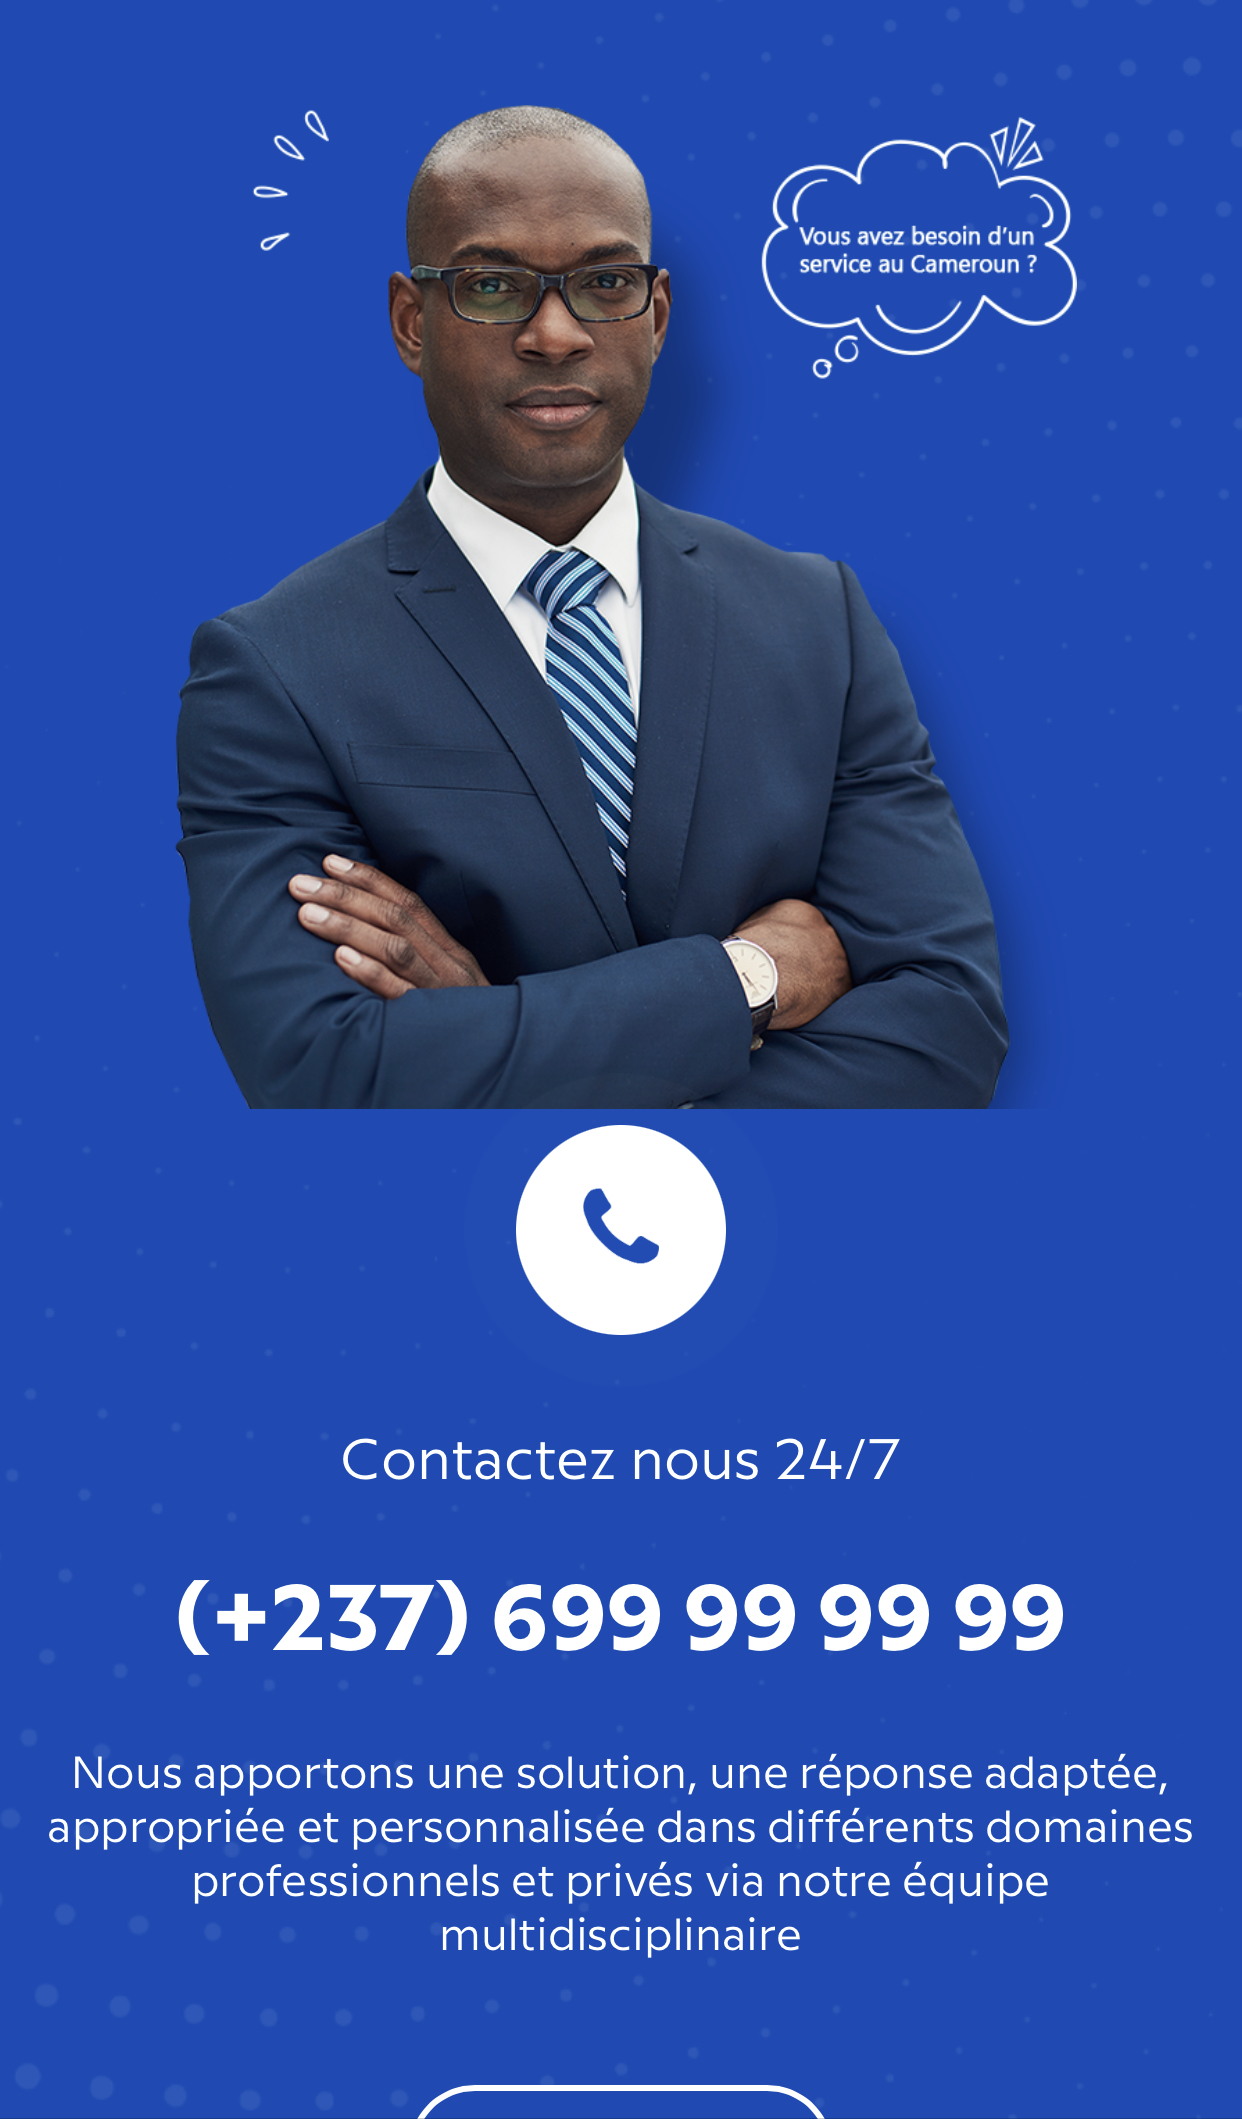 Vous avez besoin d'un
service au Cameroun ?
Contactez nous 24/7
(+237) 699 99 99 99
Nous apportons une solution, une réponse adaptée,
appropriée et personnalisée dans différents domaines
professionnels et privés via notre équipe
multidisciplinaire